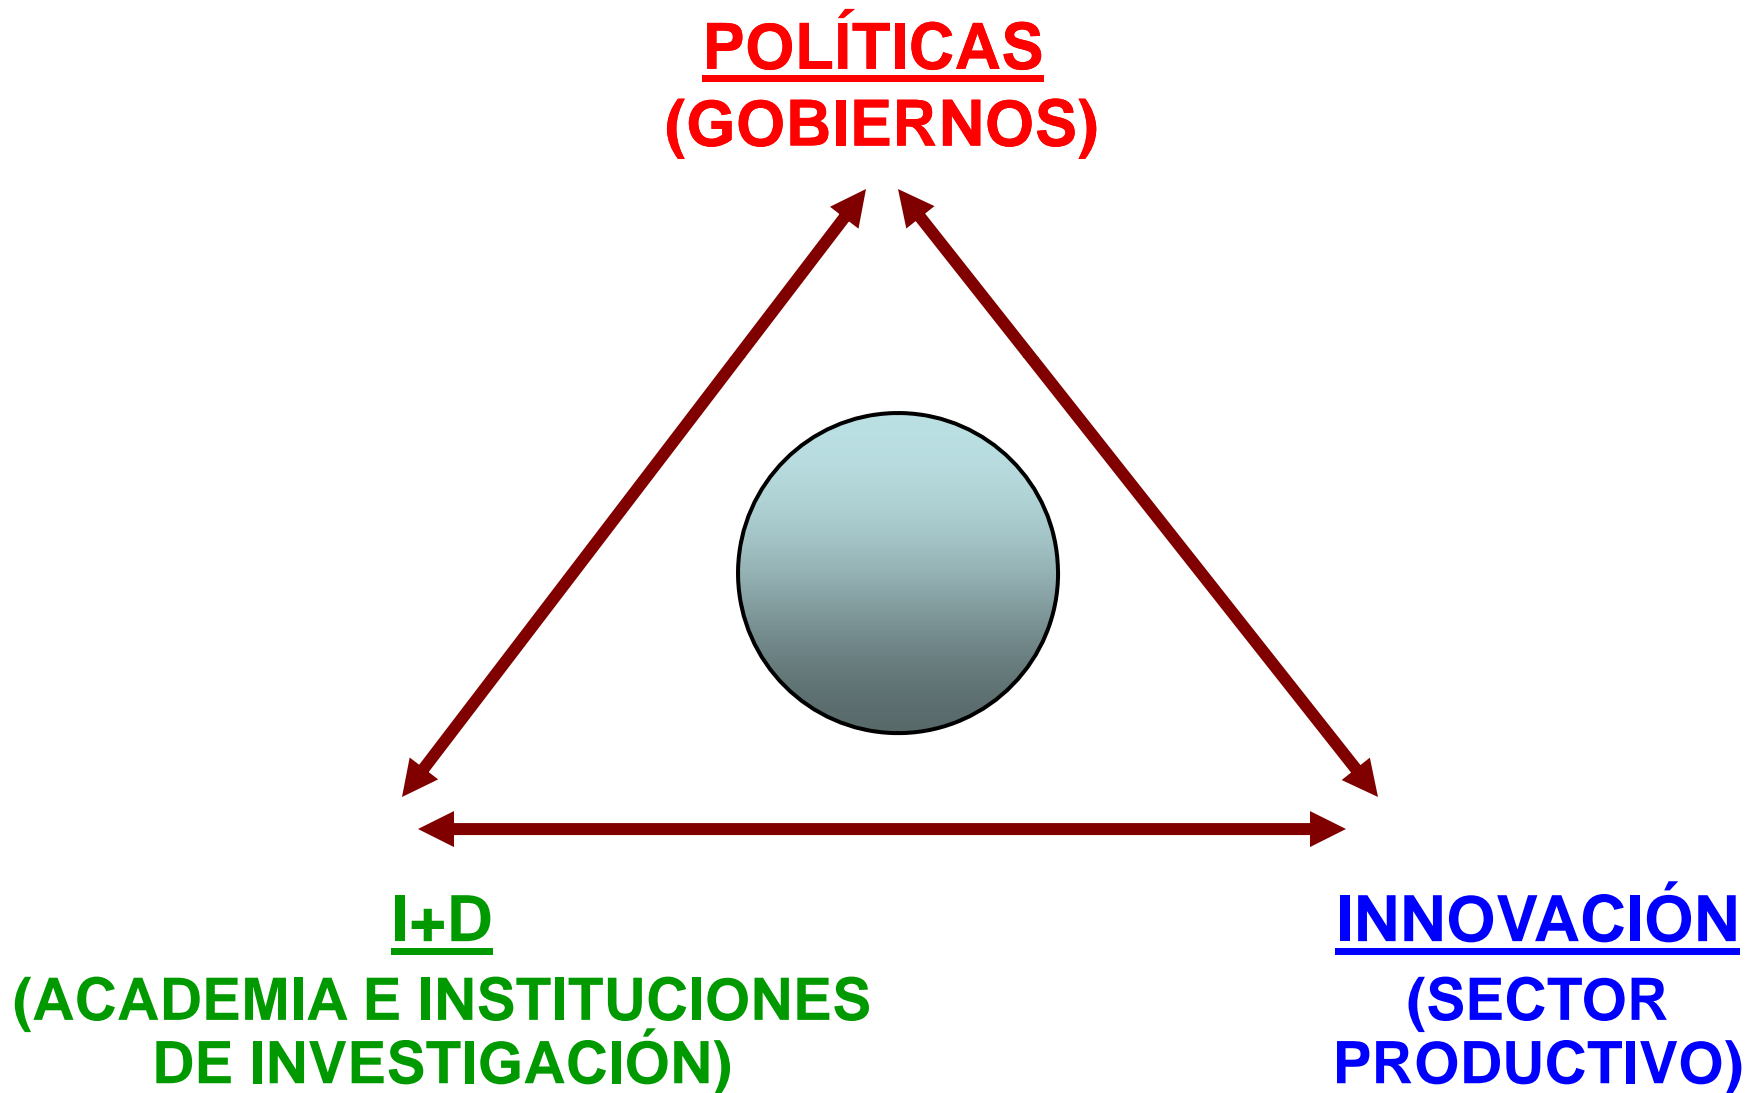 POLÍTICAS
(GOBIERNOS)
I+D
(ACADEMIA E INSTITUCIONES
DE INVESTIGACIÓN)
INNOVACIÓN
(SECTOR
PRODUCTIVO)